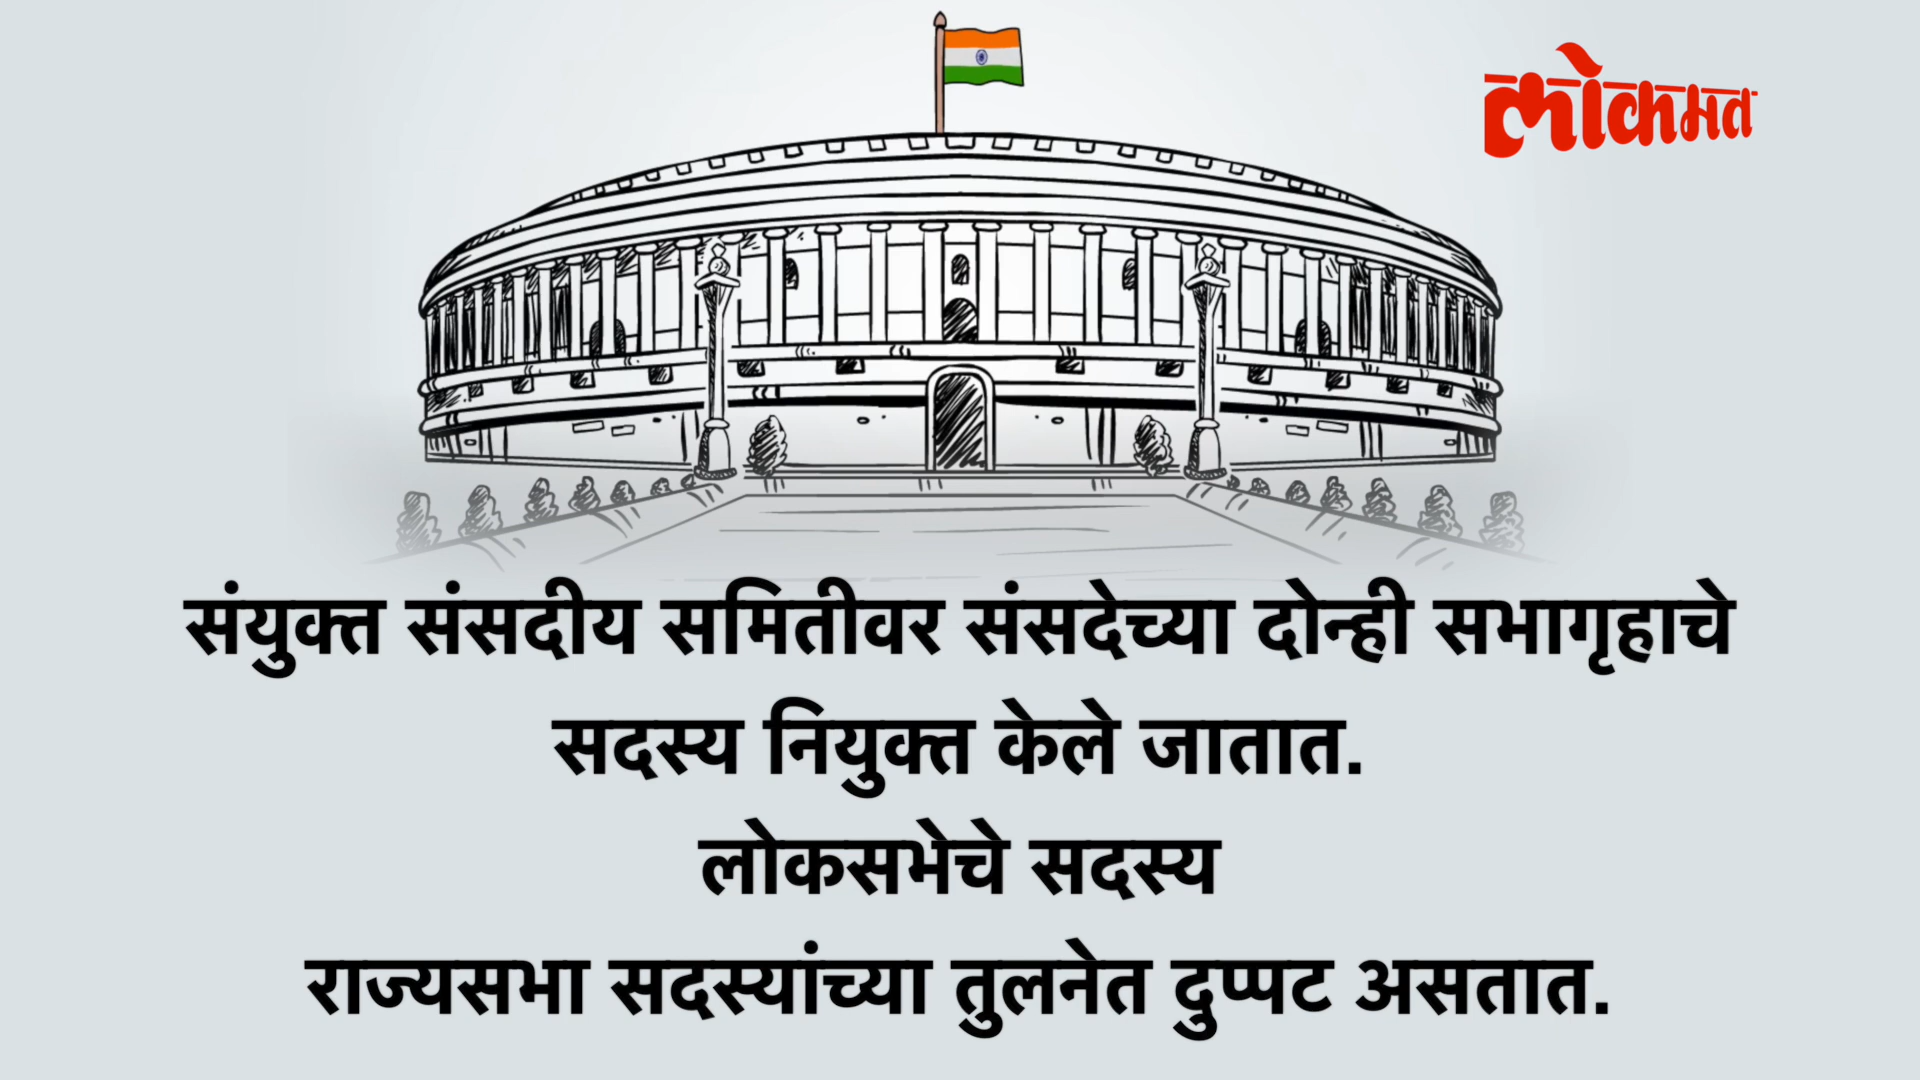 लोकमत
संयुक्त संसदीय समितीवर संसदेच्या दोन्ही सभागृहाचे
सदस्य नियुक्त केले जातात.
लोकसभेचे सदस्य
राज्यसभा सदस्यांच्या तुलनेत दुप्पट असतात.